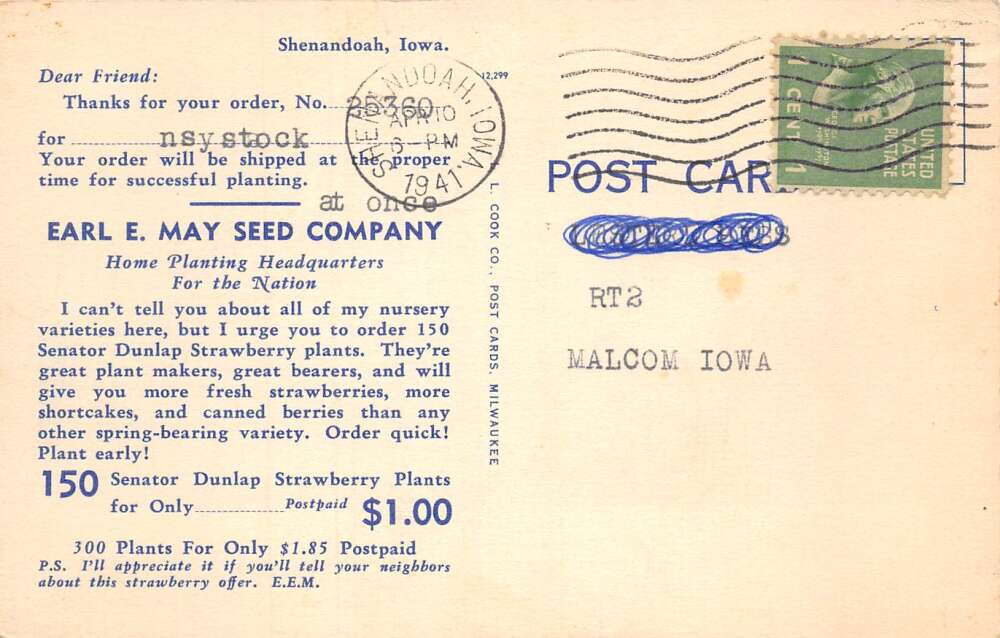 Shenandoah, Iowa.
Dear Friend:
Thanks for your order, No. 25360
for nsy stock
Your order will be shipped at the proper
time for successful planting.
at once
EARL E. MAY SEED COMPANY
Home Planting Headquarters
For the Nation
I can't tell you about all of my nursery
varieties here, but I urge you to order 150
Senator Dunlap Strawberry plants. They're
great plant makers, great bearers, and will
give you more fresh strawberries, more
shortcakes, and canned berries than any
other spring-bearing variety. Order quick!
Plant early!
150 Senator Dunlap Strawberry Plants
for Only Postpaid $1.00
300 Plants For Only $1.85 Postpaid
P.S. I'll appreciate it if you'll tell your neighbors
about this strawberry offer. E.E.M.
12,299
L. COOK CO., POST CARDS, MILWAUKEE
SHENANDOAH, IOWA.
APR 10
6 - PM
1941
POST CAR
RT2
MALCOM IOWA
1 CENT 1
UNITED
STATES
POSTAGE